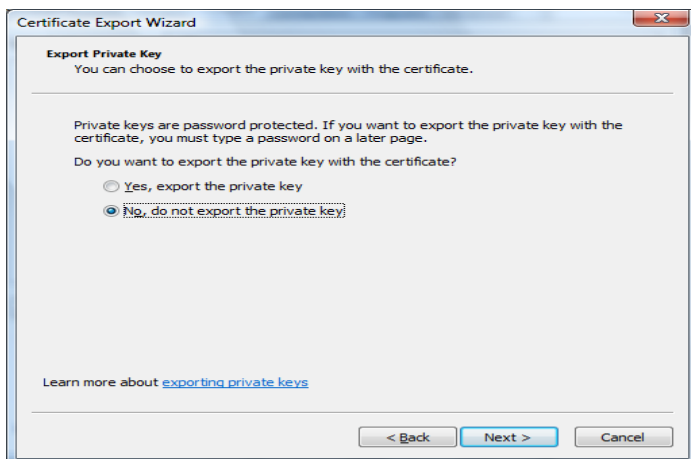 Certificate Export Wizard
Export Private Key
You can choose to export the private key with the certificate.
Private keys are password protected. If you want to export the private key with the
certificate, you must type a password on a later page.
Do you want to export the private key with the certificate?
Yes, export the private key
No, do not export the private key
Learn more about exporting private keys
< Back Next > Cancel